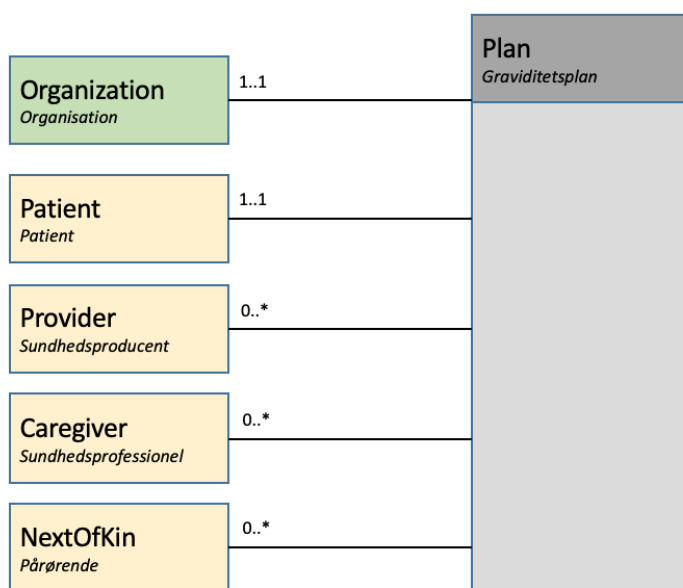 Plan
Graviditetsplan
Organization
Organisation
1..1
Patient
Patient
1..1
Provider
Sundhedsproducent
0..*
Caregiver
Sundhedsprofessionel
0..*
NextOfKin
Pårørende
0..*